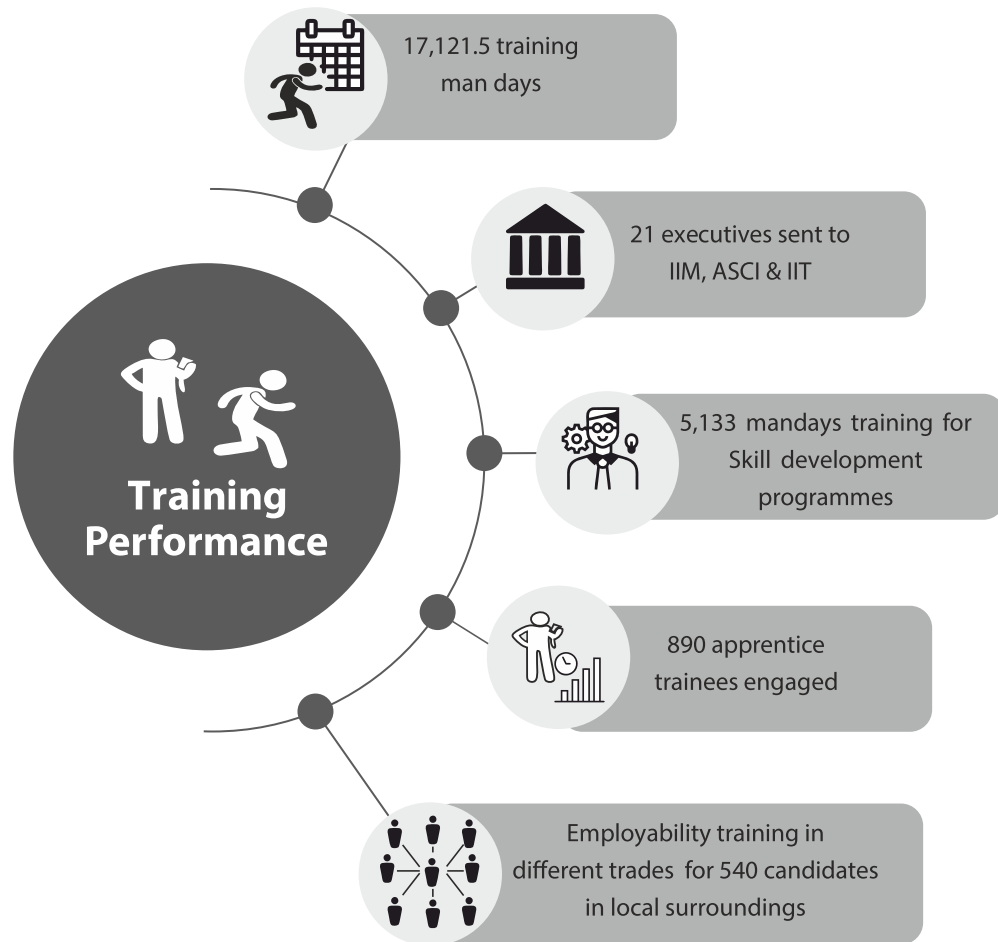 17,121.5 training
man days
21 executives sent to
IIM, ASCI & IIT
5,133 mandays training for
Skill development
programmes
Training
Performance
890 apprentice
trainees engaged
Employability training in
different trades for 540 candidates
in local surroundings